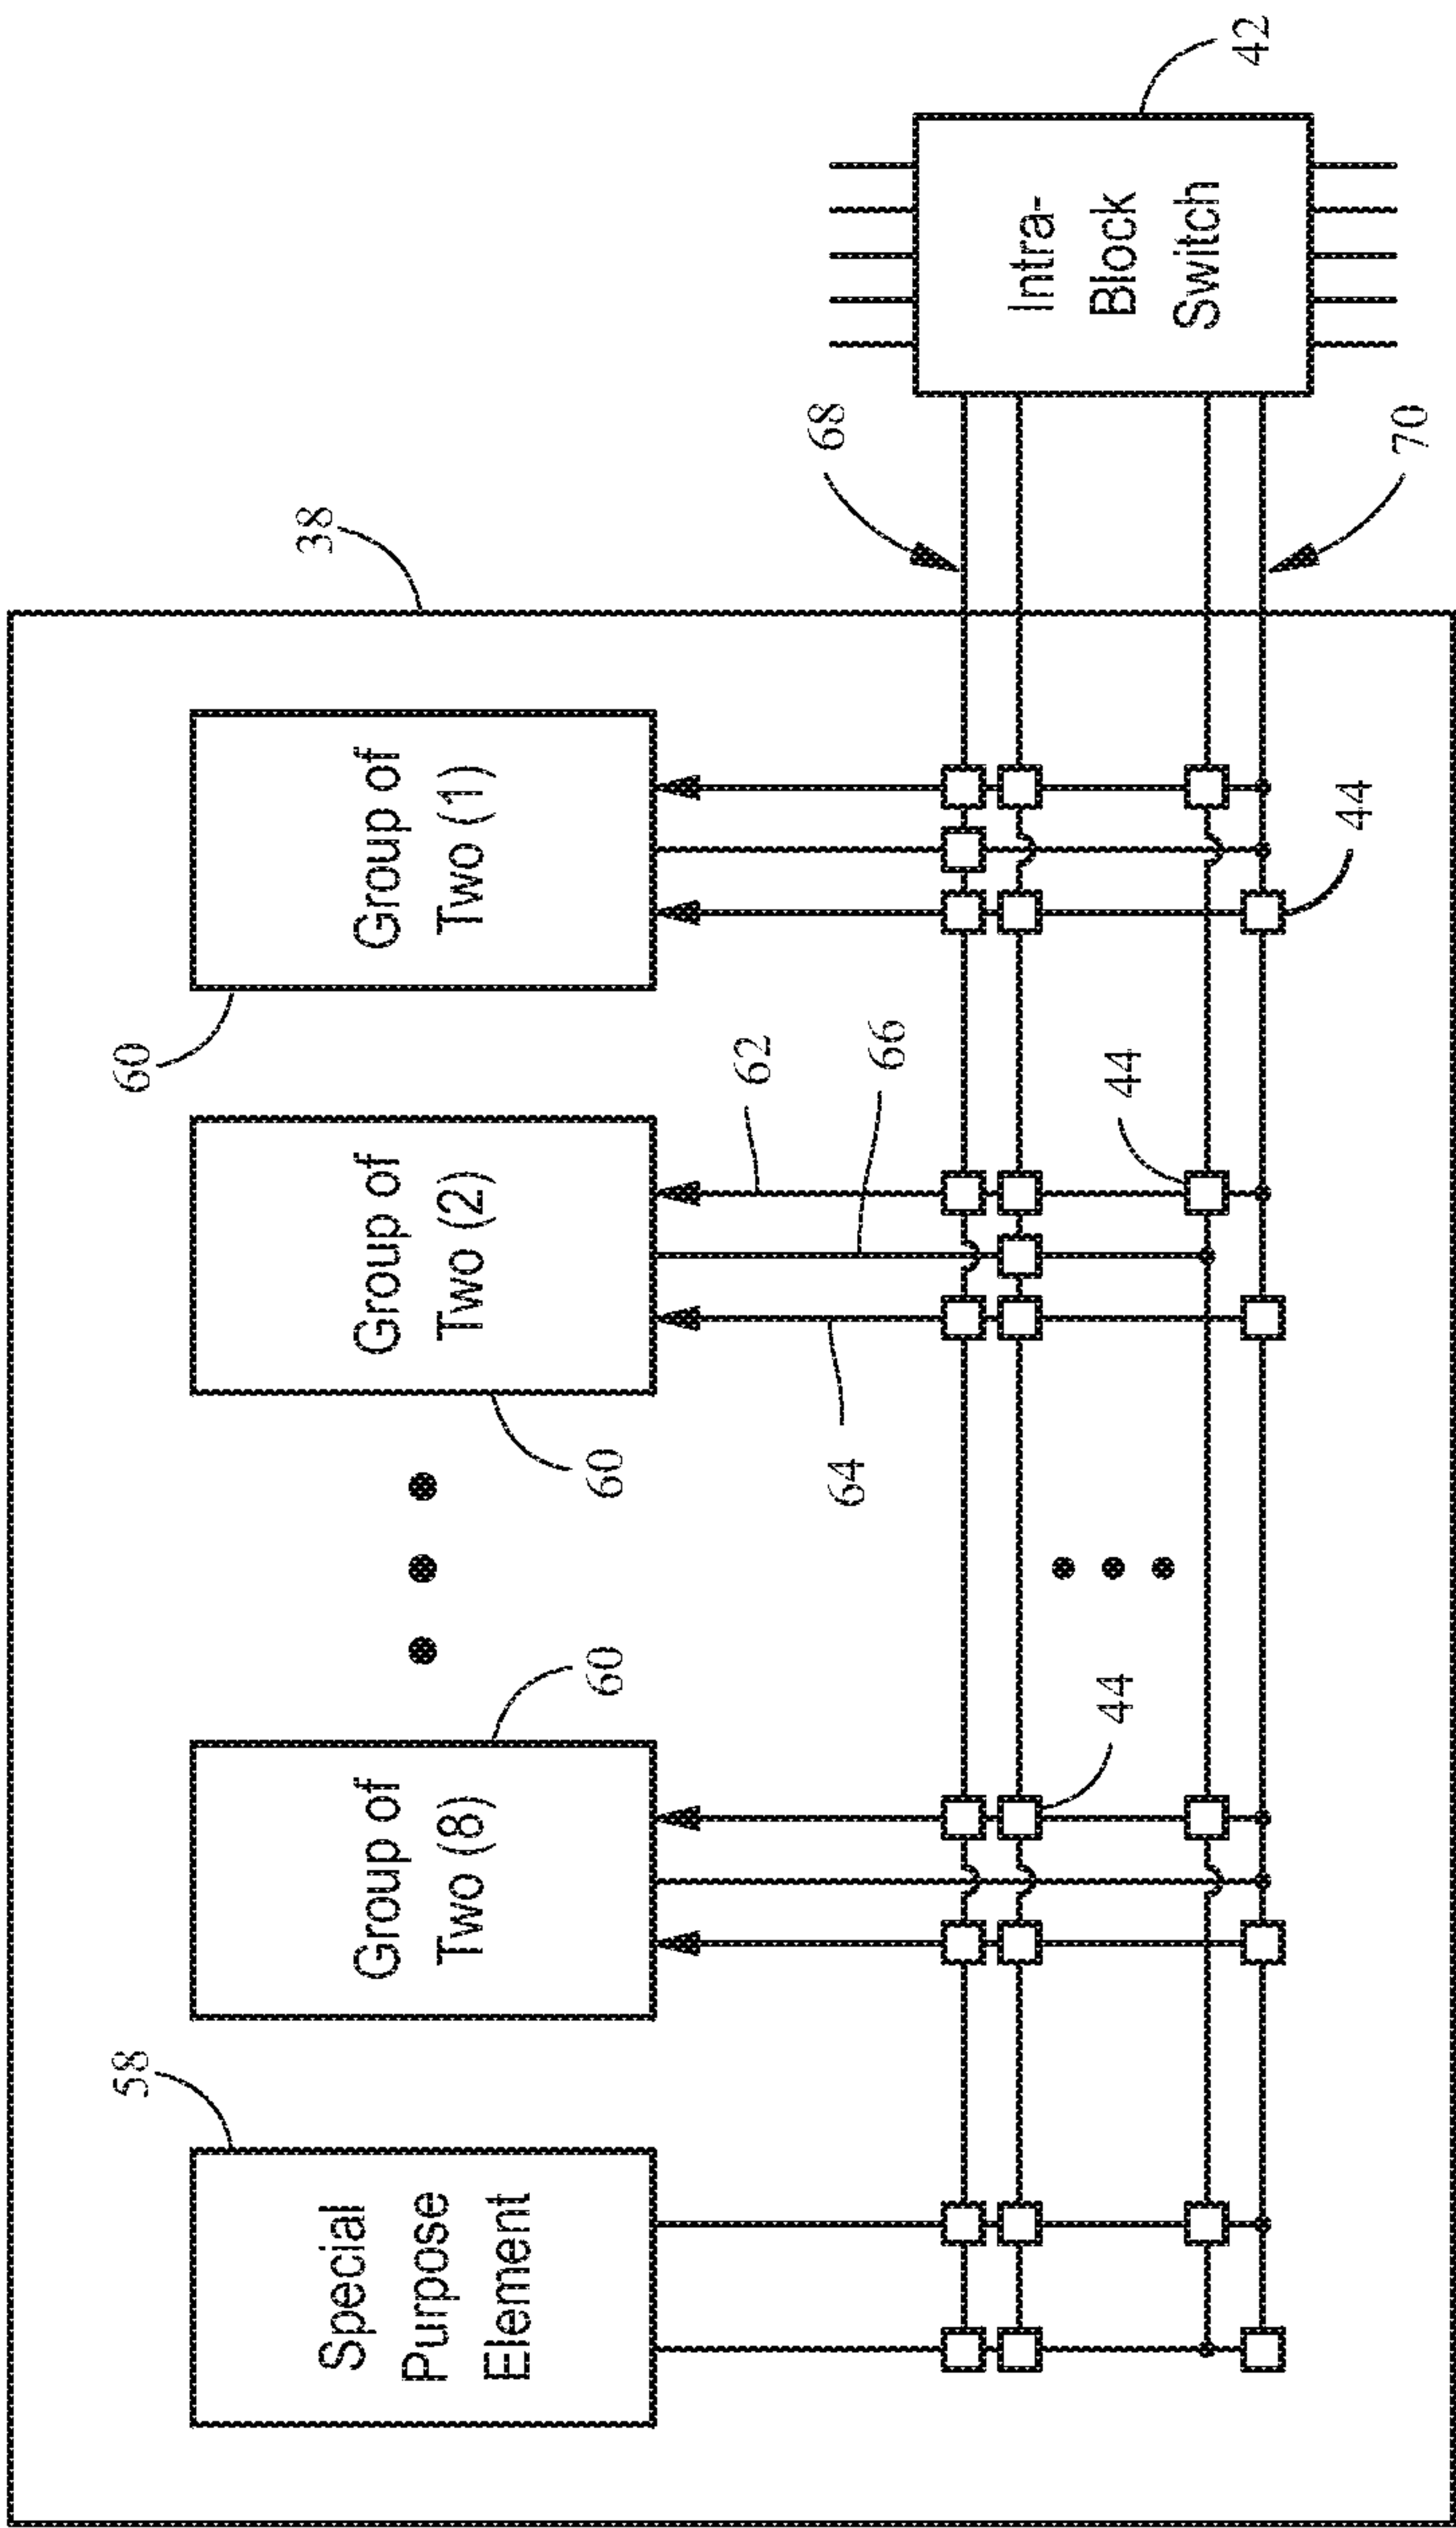 58
Special
Purpose
Element
Group of
Two (8)
60
60
Group of
Two (2)
60
Group of
Two (1)
38
62
66
64
44
44
44
68
70
Intra-
Block
Switch
42